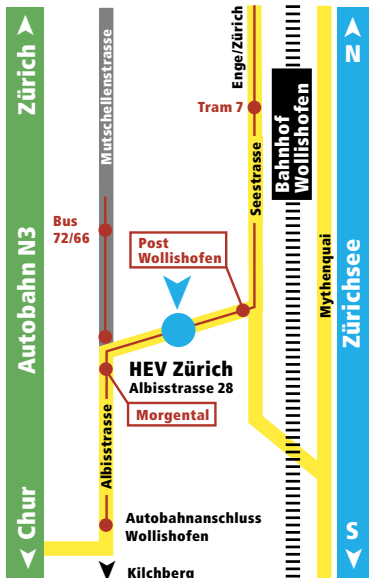 Zürich
Autobahn N3
Chur
Mutschellenstrasse
Enge/Zürich
Tram 7
Seestrasse
Bahnhof
Wollishofen
N
Zürichsee
S
Mythenquai
Bus
72/66
Post
Wollishofen
HEV Zürich
Albisstrasse 28
Morgental
Albisstrasse
Autobahnanschluss
Wollishofen
Kilchberg